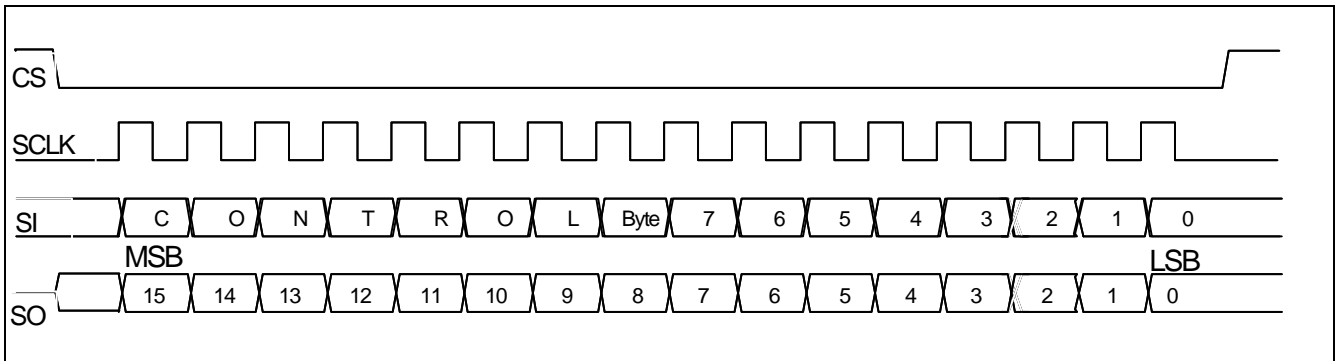 CS
SCLK
SI C O N T R O L Byte 7 6 5 4 3 2 1 0
MSB LSB
SO 15 14 13 12 11 10 9 8 7 6 5 4 3 2 1 0